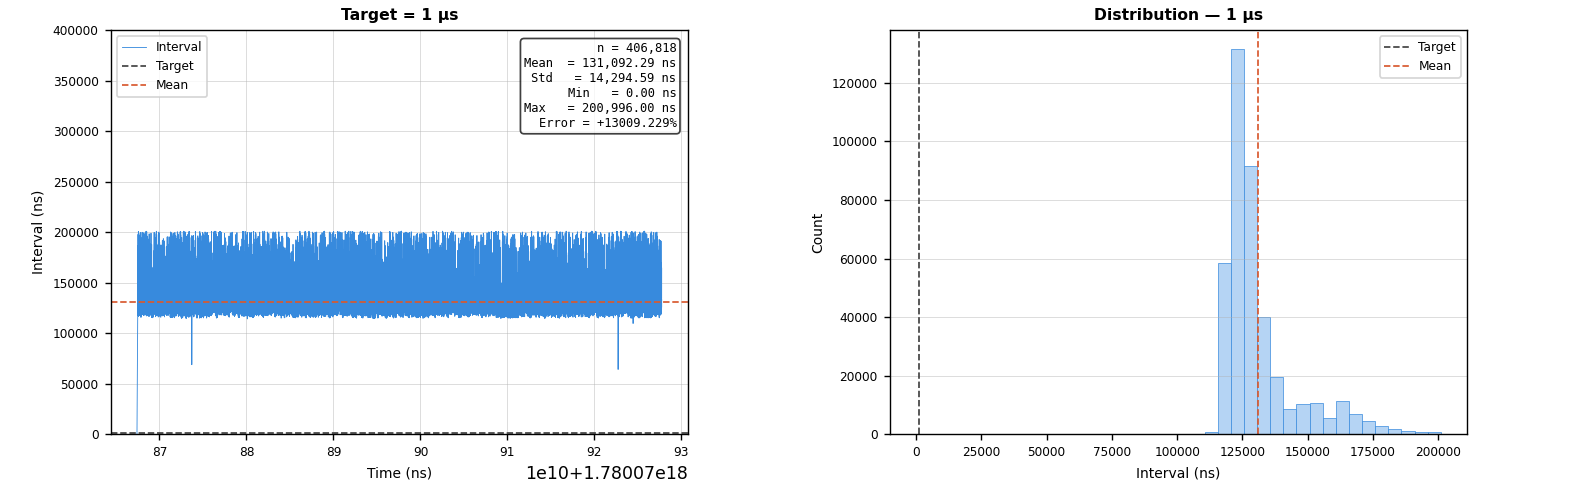 Target = 1 µs
400000
350000
300000
250000
200000
150000
100000
50000
0
Interval (ns)
Interval
Target
Mean
n = 406,818
Mean = 131,092.29 ns
Std = 14,294.59 ns
Min = 0.00 ns
Max = 200,996.00 ns
Error = +13009.229%
87 88 89 90 91 92 93
Time (ns)
1e10+1.78007e18
Distribution — 1 µs
120000
100000
80000
60000
40000
20000
0
Count
Target
Mean
0 25000 50000 75000 100000 125000 150000 175000 200000
Interval (ns)